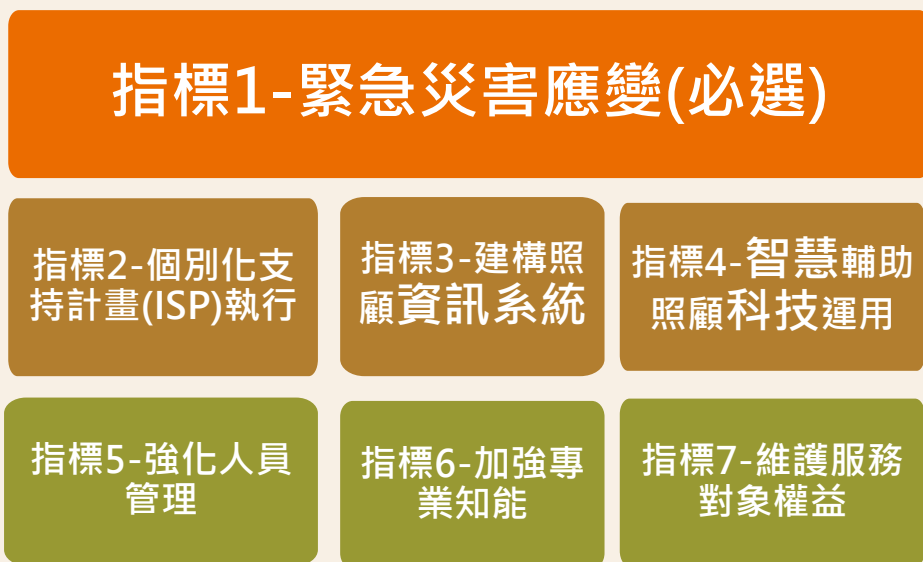 指標1-緊急災害應變(必選)
指標2-個別化支
持計畫(ISP)執行
指標3-建構照
顧資訊系統
指標4-智慧輔助
照顧科技運用
指標5-強化人員
管理
指標6-加強專
業知能
指標7-維護服務
對象權益